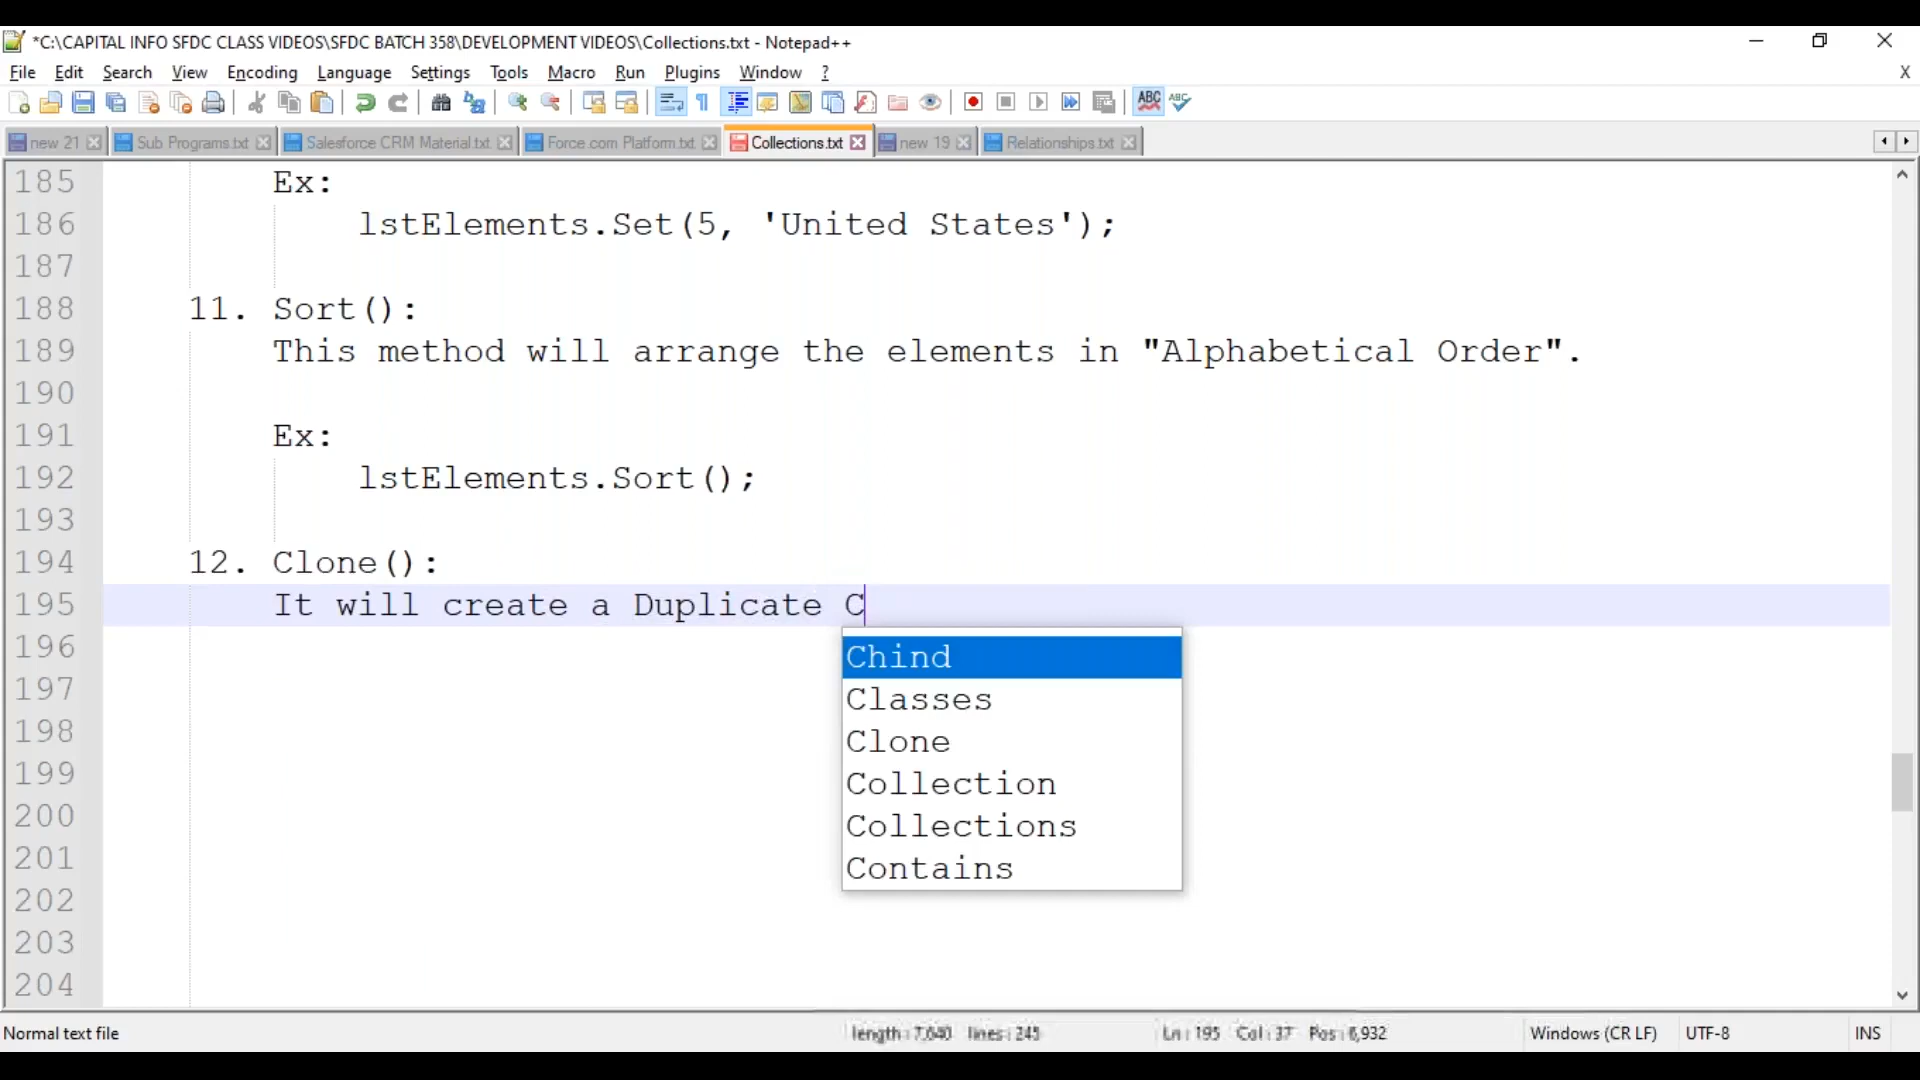 *C:\CAPITAL INFO SFDC CLASS VIDEOS\SFDC BATCH 358\DEVELOPMENT VIDEOS\Collections.txt - Notepad++
File Edit Search View Encoding Language Settings Tools Macro Run Plugins Window ? X
new 21 Sub Programs.txt Salesforce CRM Material.txt Force.com Platform.txt Collections.txt new 19 Relationships.txt
185 Ex:
186 lstElements.Set(5, 'United States');
187
188 11. Sort():
189 This method will arrange the elements in "Alphabetical Order".
190
191 Ex:
192 lstElements.Sort();
193
194 12. Clone():
195 It will create a Duplicate C
196
Chind
197
Classes
198
Clone
199
Collection
200
Collections
201
Contains
202
203
204
Normal text file length : 7,040 lines : 245 Ln : 195 Col : 37 Pos : 6,932 Windows (CR LF) UTF-8 INS